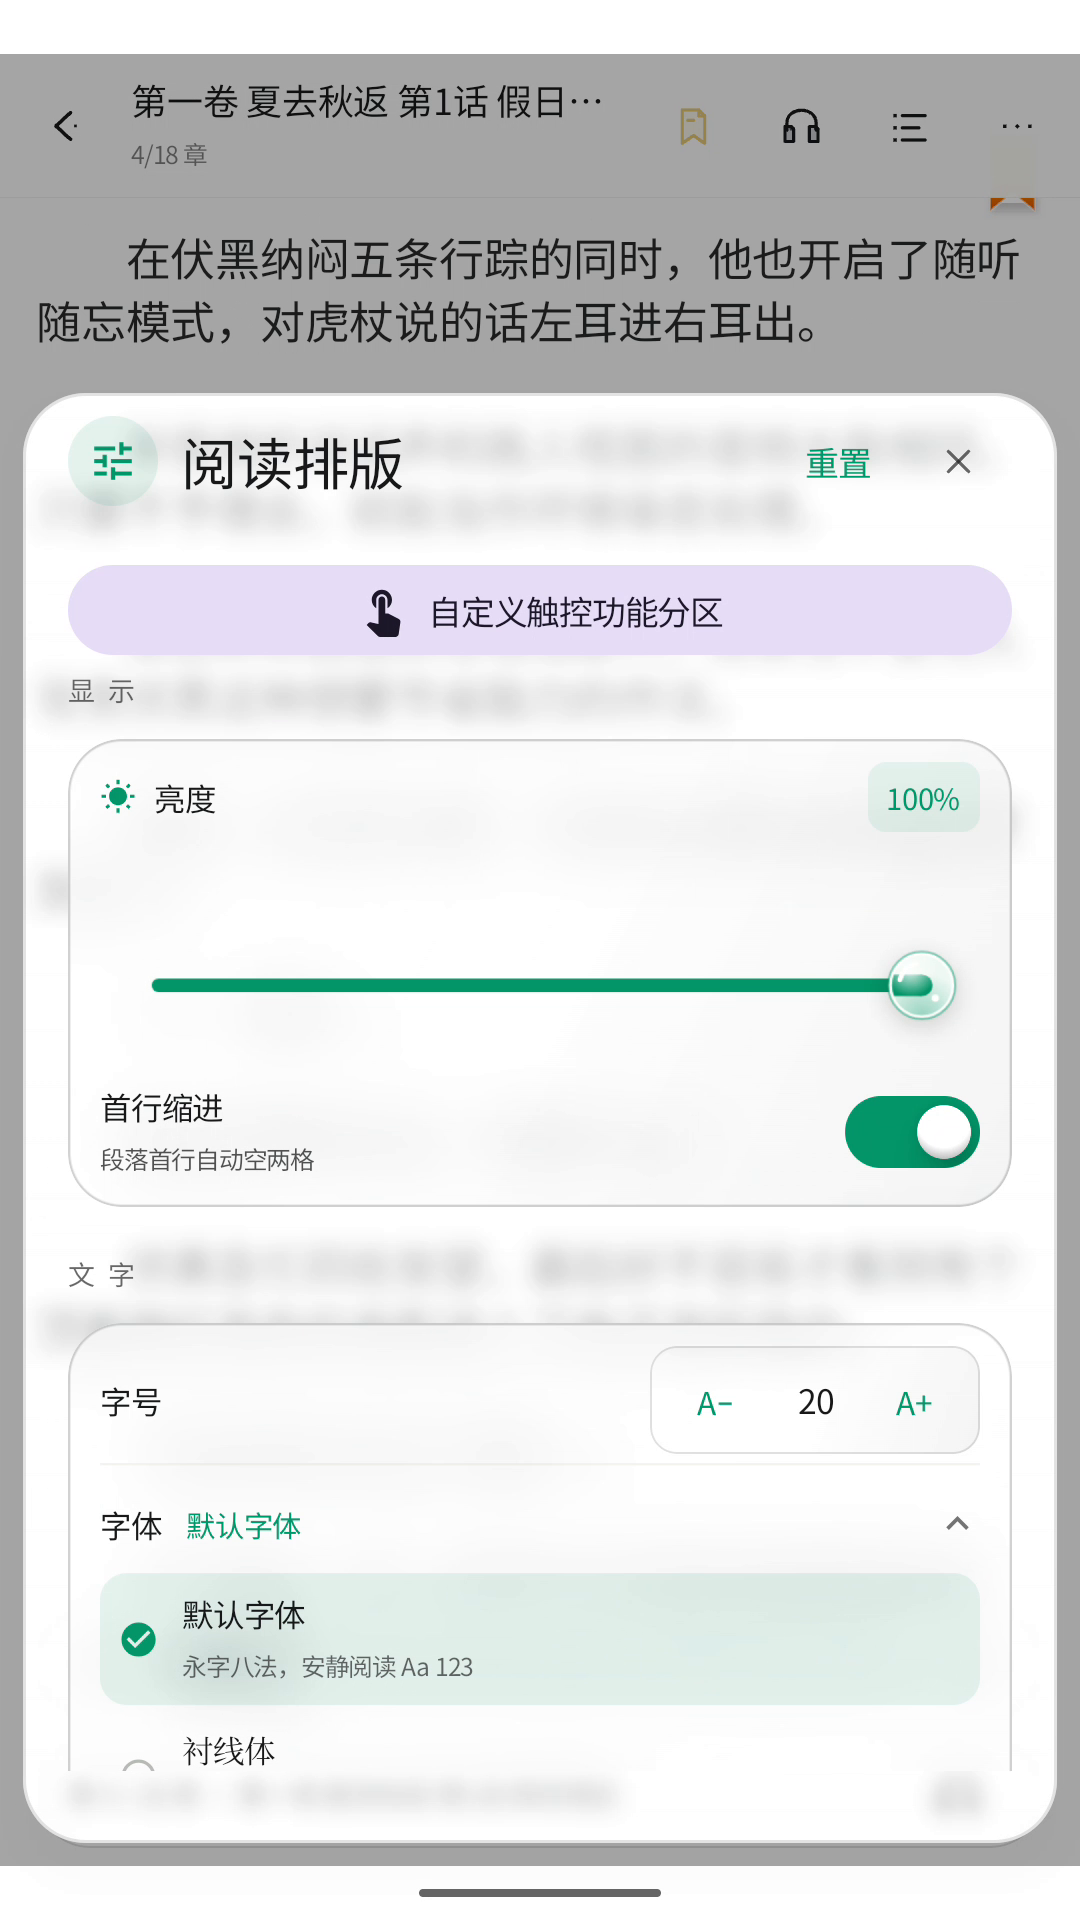 第一卷 夏去秋返 第1话 假日…
4/18 章
在伏黑纳闷五条行踪的同时，他也开启了随听
随忘模式，对虎杖说的话左耳进右耳出。
阅读排版
重置
自定义触控功能分区
显示
亮度
100%
首行缩进
段落首行自动空两格
文字
字号
A- 20 A+
字体 默认字体
默认字体
永字八法，安静阅读 Aa 123
衬线体